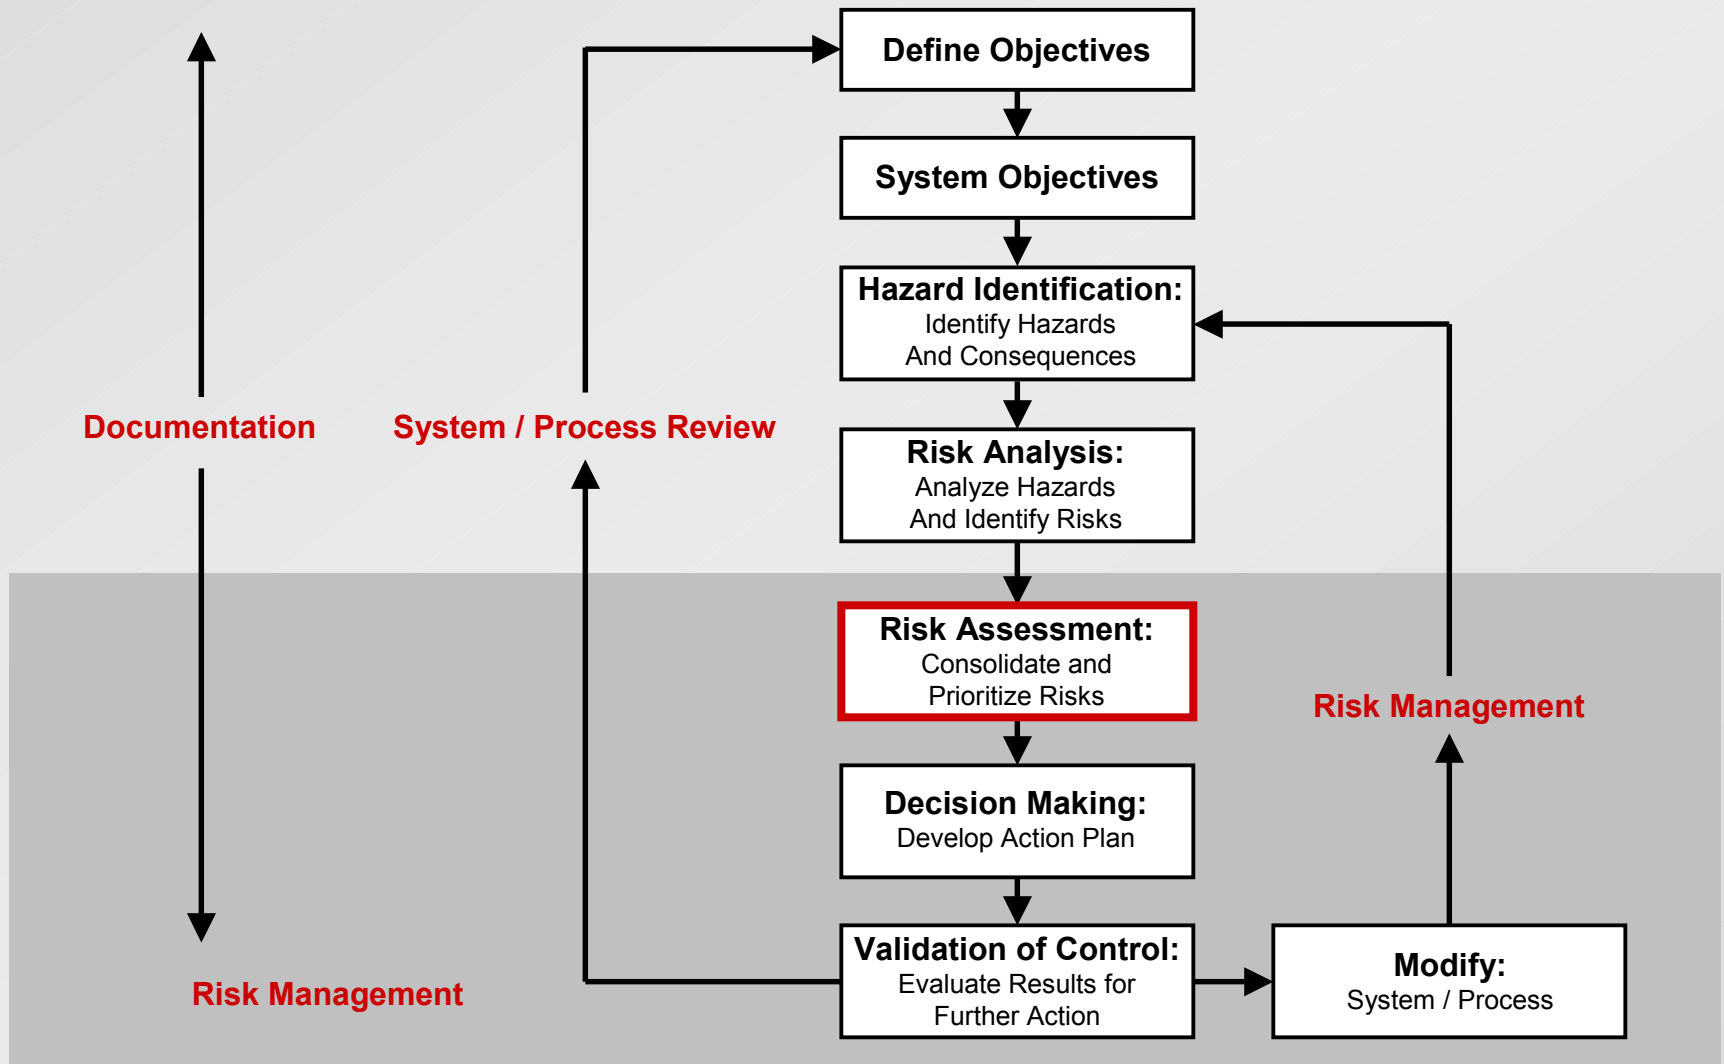 Define Objectives
System Objectives
Hazard Identification:
Identify Hazards
And Consequences
Documentation
System / Process Review
Risk Analysis:
Analyze Hazards
And Identify Risks
Risk Assessment:
Consolidate and
Prioritize Risks
Risk Management
Decision Making:
Develop Action Plan
Risk Management
Validation of Control:
Evaluate Results for
Further Action
Modify:
System / Process